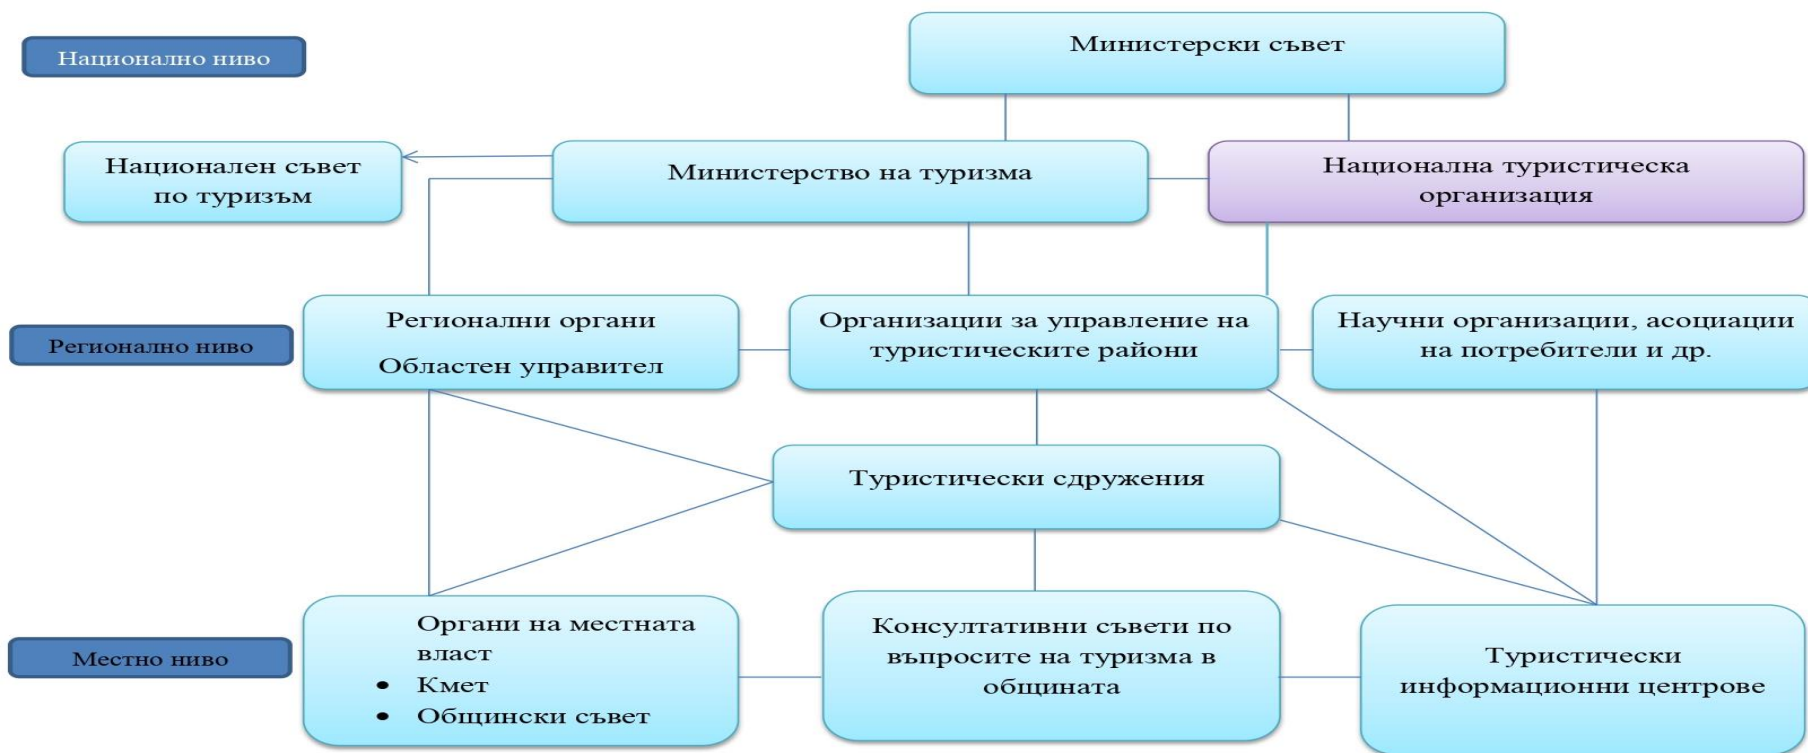 Национално ниво
Министерски съвет
Национален съвет
по туризъм
Министерство на туризма
Национална туристическа
организация
Регионално ниво
Регионални органи
Областен управител
Организации за управление на
туристическите райони
Научни организации, асоциации
на потребители и др.
Туристически сдружения
Местно ниво
Органи на местната
власт
• Кмет
• Общински съвет
Консултативни съвети по
въпросите на туризма в
общината
Туристически
информационни центрове